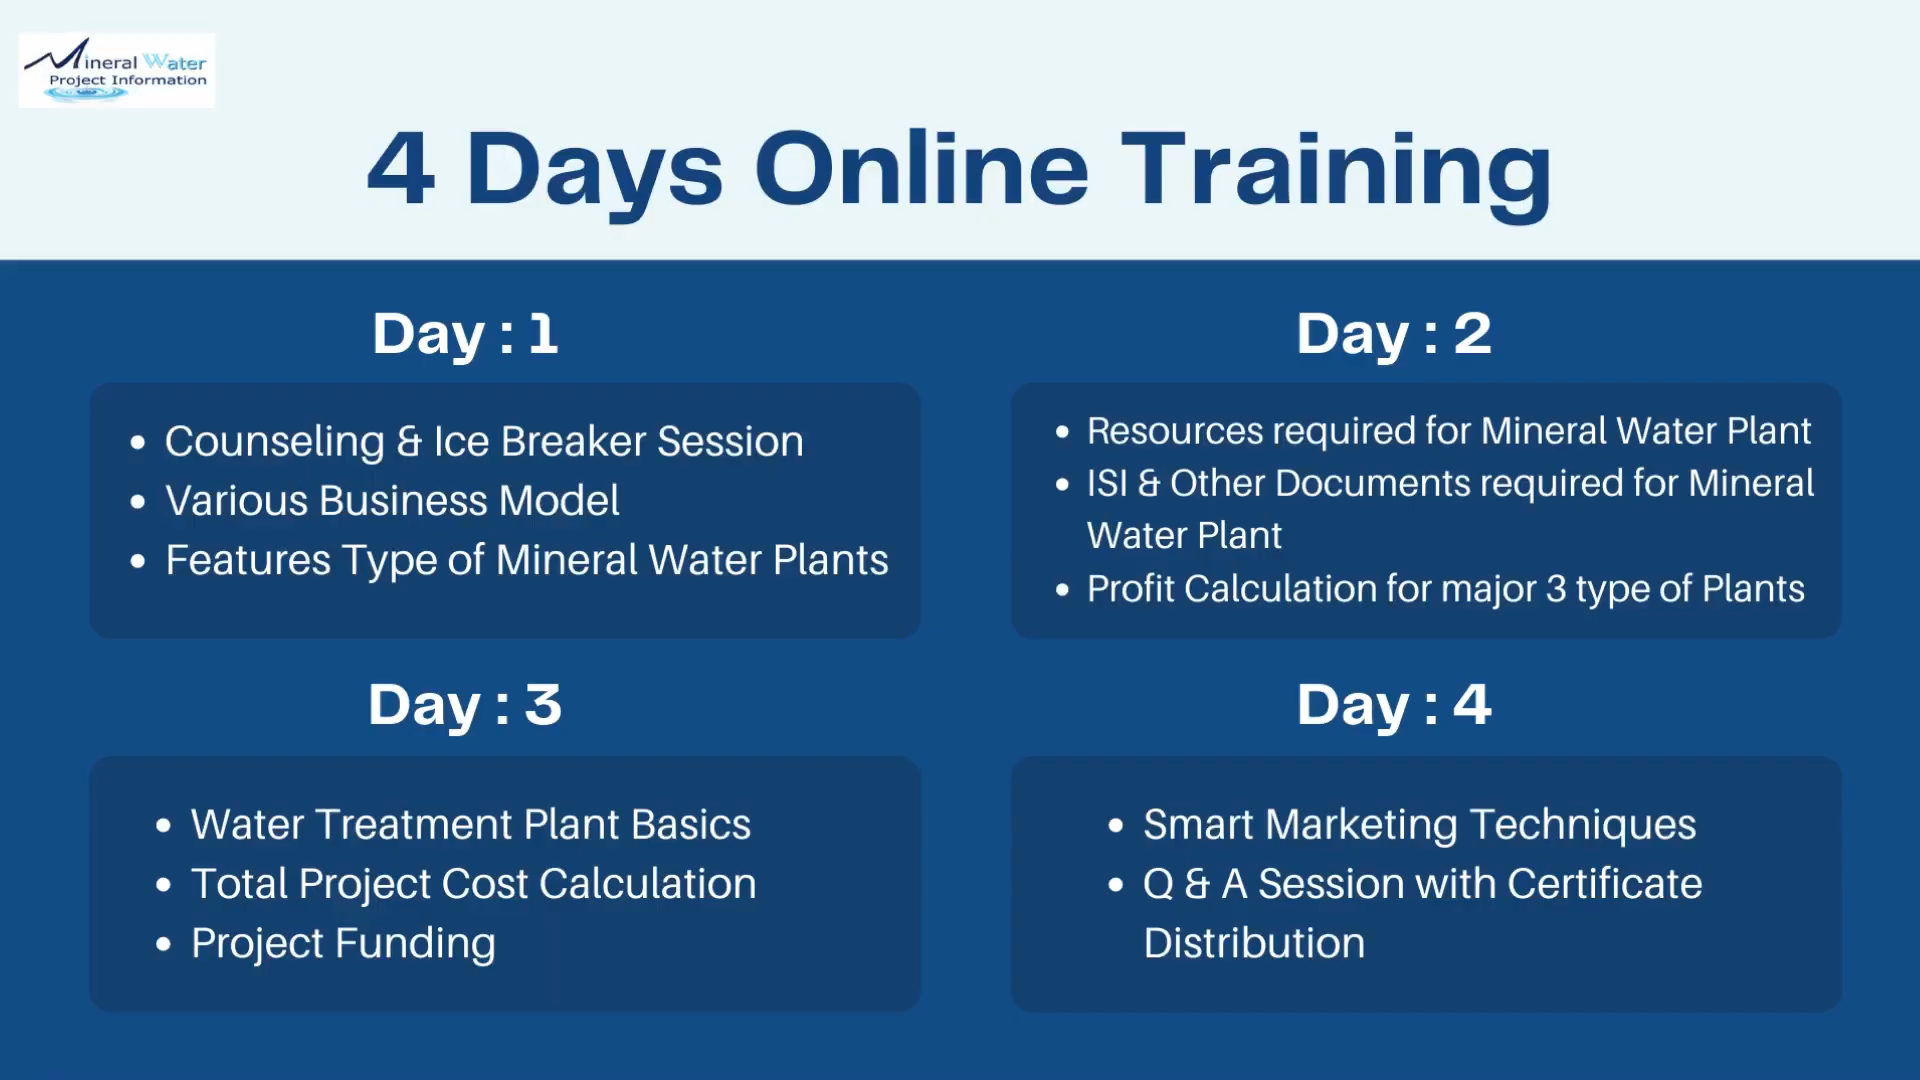 Mineral Water
Project Information
4 Days Online Training
Day : 1
• Counseling & Ice Breaker Session
• Various Business Model
• Features Type of Mineral Water Plants
Day : 2
• Resources required for Mineral Water Plant
• ISI & Other Documents required for Mineral
Water Plant
• Profit Calculation for major 3 type of Plants
Day : 3
• Water Treatment Plant Basics
• Total Project Cost Calculation
• Project Funding
Day : 4
• Smart Marketing Techniques
• Q & A Session with Certificate
Distribution